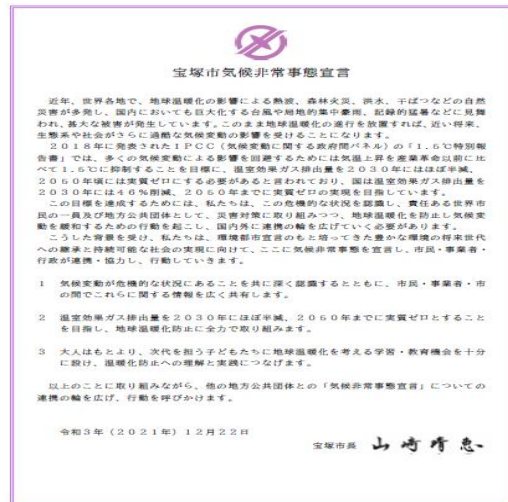 宝塚市気候非常事態宣言
近年、世界各地で、地球温暖化の影響による熱波、森林火災、洪水、干ばつなどの自然
災害が多発し、国内においても巨大化する台風や局地的集中豪雨、記録的猛暑などに見舞
われ、甚大な被害が発生しています。このまま地球温暖化の進行を放置すれば、近い将来、
生態系や社会がさらに過酷な気候変動の影響を受けることになります。
2018年に発表されたIPCC(気候変動に関する政府間パネル)の「1.5℃特別報
告書」では、多くの気候変動による影響を回避するためには気温上昇を産業革命以前に比
べて1.5℃に抑制することを目標に、温室効果ガス排出量を2030年にはほぼ半減、
2050年頃には実質ゼロにする必要があると言われており、国は温室効果ガス排出量を
2030年には46%削減、2050年までに実質ゼロの実現を目指しています。
この目標を達成するためには、私たちは、この危機的な状況を認識し、責任ある世界市
民の一員及び地方公共団体として、災害対策に取り組みつつ、地球温暖化を防止し気候変
動を緩和するための行動を起こし、国内外に連携の輪を広げていく必要があります。
こうした背景を受け、私たちは、環境都市宣言のもと培ってきた豊かな環境の将来世代
への継承と持続可能な社会の実現に向けて、ここに気候非常事態を宣言し、市民・事業者・
行政が連携・協力し、行動していきます。
1 気候変動が危機的な状況にあることを共に深く認識するとともに、市民・事業者・市
の間でこれらに関する情報を広く共有します。
2 温室効果ガス排出量を2030年にほぼ半減、2050年までに実質ゼロとすること
を目指し、地球温暖化防止に全力で取り組みます。
3 大人はもとより、次代を担う子どもたちに地球温暖化を考える学習・教育機会を十分
に設け、温暖化防止への理解と実践につなげます。
以上のことに取り組みながら、他の地方公共団体との「気候非常事態宣言」についての
連携の輪を広げ、行動を呼びかけます。
令和3年(2021年)12月22日
宝塚市長 山﨑晴恵